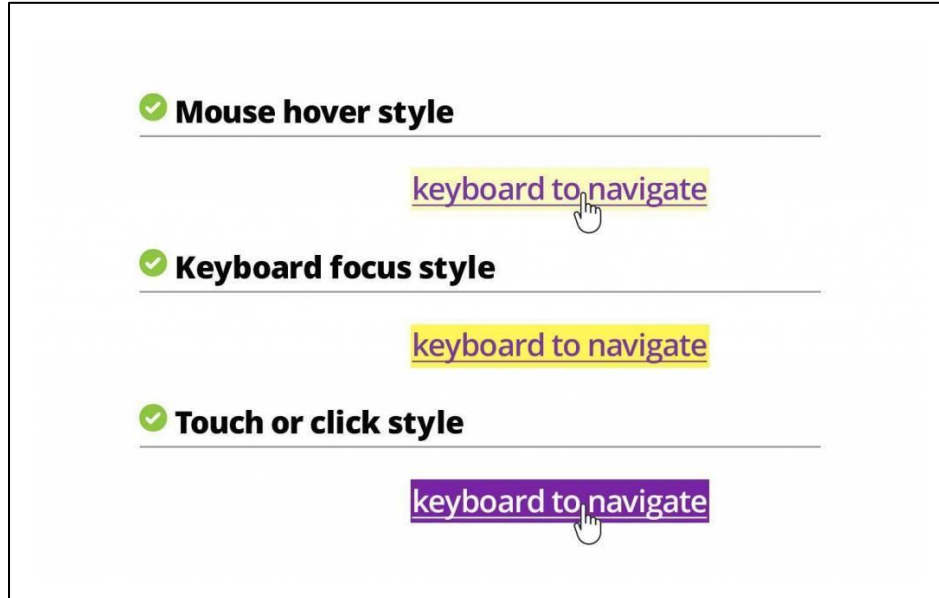 Mouse hover style
keyboard to navigate
Keyboard focus style
keyboard to navigate
Touch or click style
keyboard to navigate